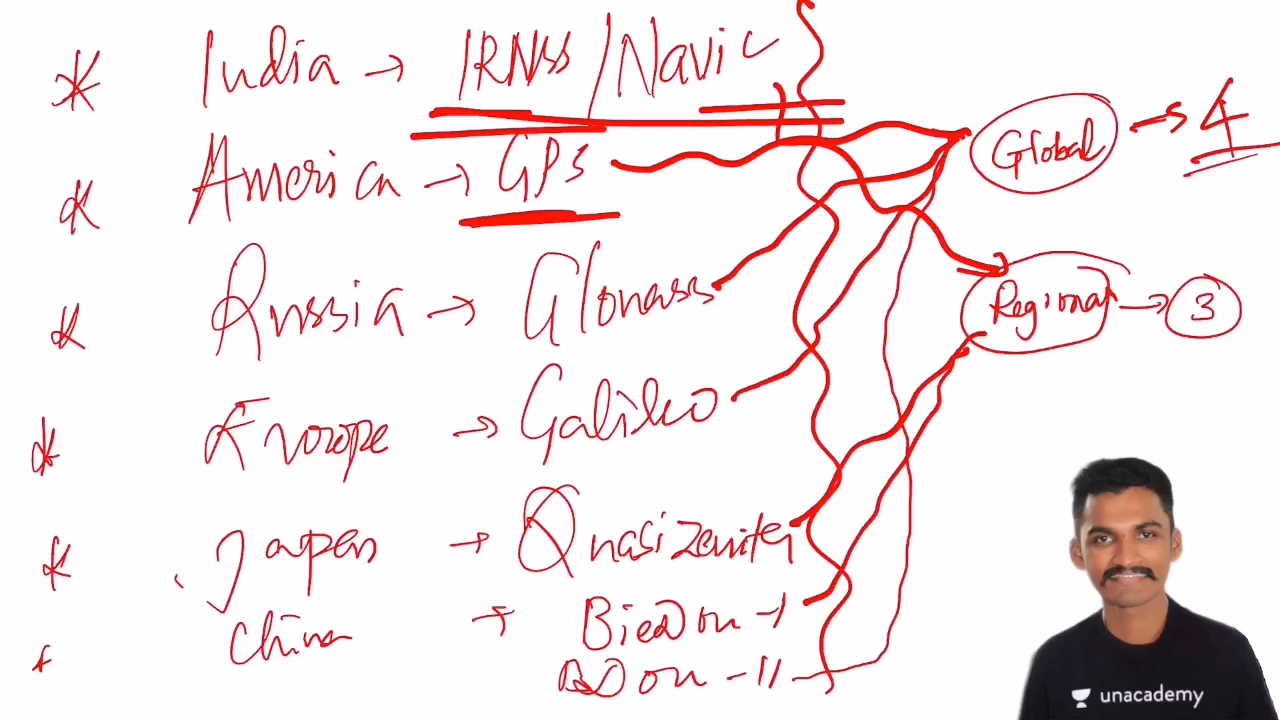 * India → IRNSS / Navic
* America → GPS
Global → 4
* Russia → Glonass
Regional → 3
* Europe → Galileo
* Japan → Quasizenith
* China → BieDou - I
BDou - II
unacademy